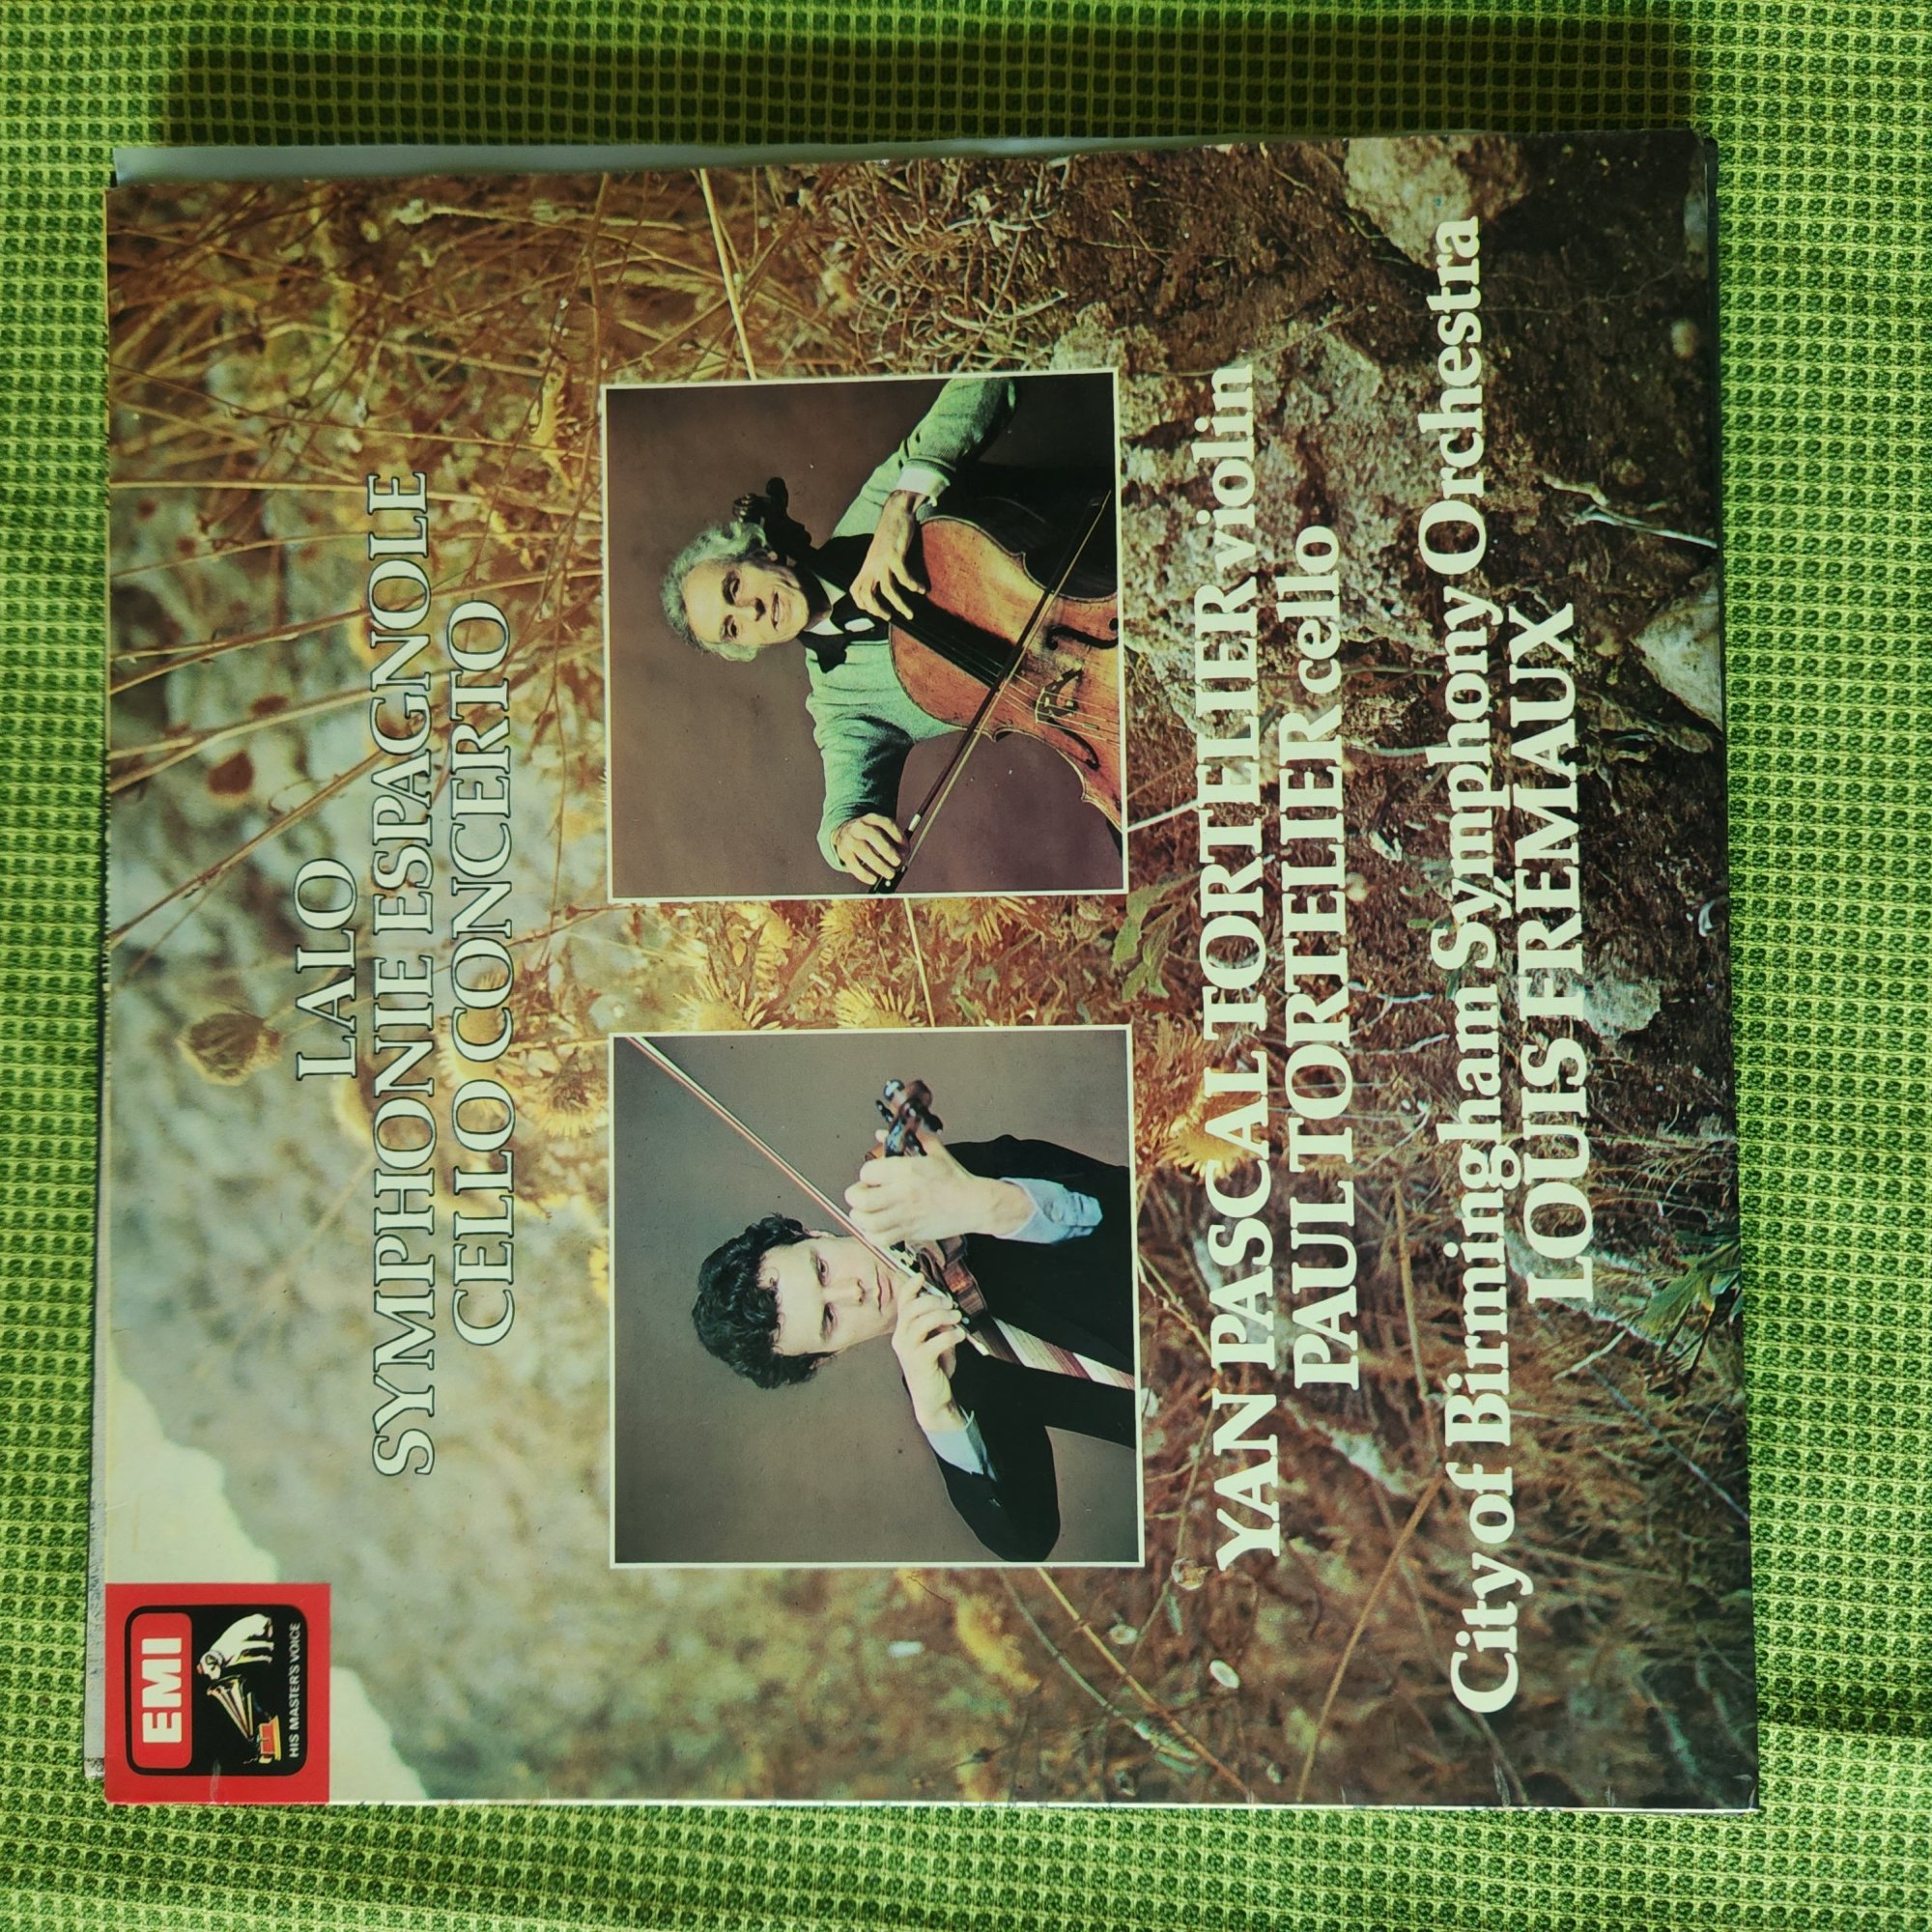 EMI
HIS MASTER'S VOICE
LALO
SYMPHONIE ESPAGNOLE
CELLO CONCERTO
YAN PASCAL TORTELIER violin
PAUL TORTELIER cello
City of Birmingham Symphony Orchestra
LOUIS FRÉMAUX